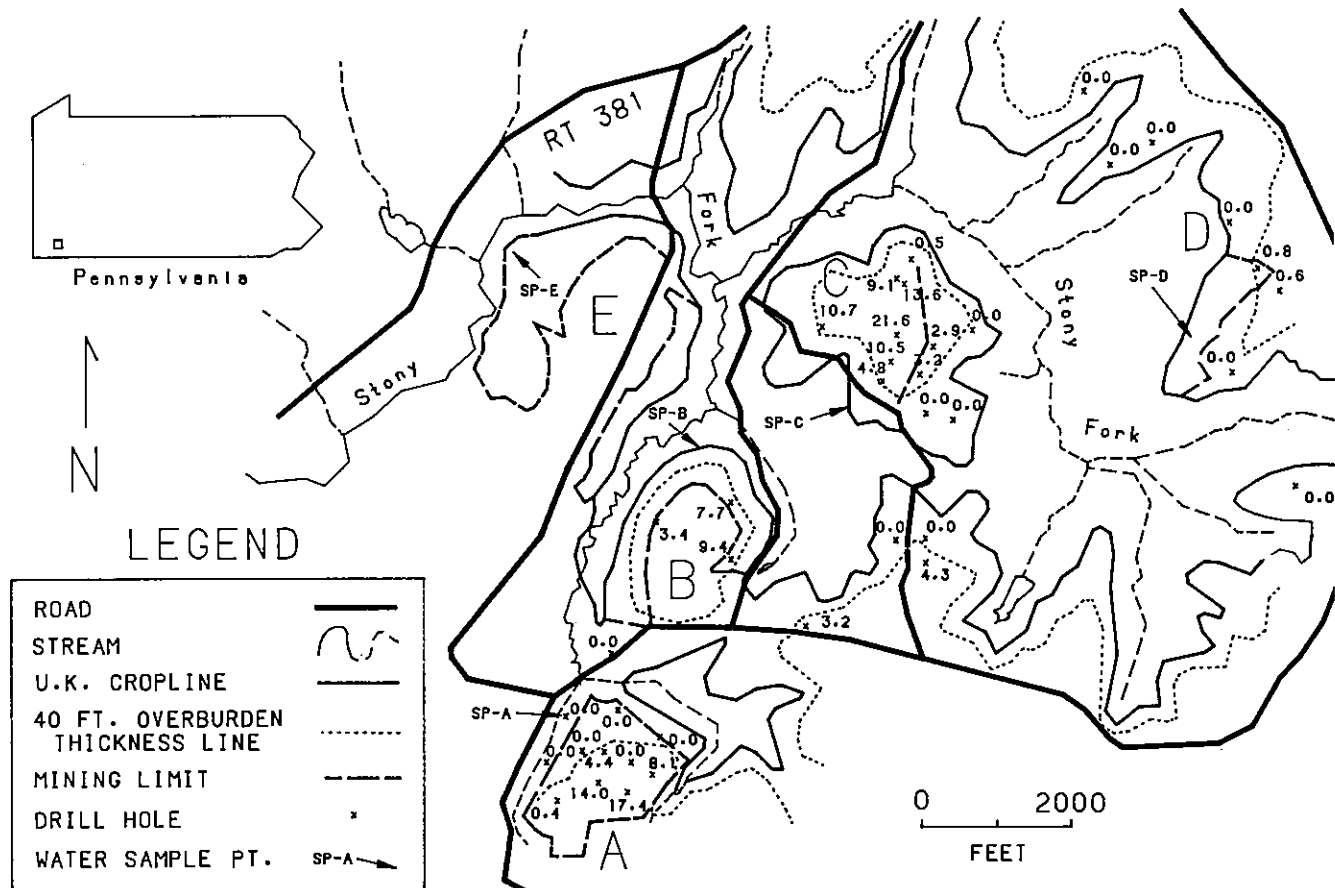 RT 381
Fork
Pennsylvania
N
Stony
SP-E
E
SP-B
3.4
7.7
9.4
B
0.0
C
0.5
9.1
13.6
10.7
21.6
2.9
0.0
10.5
4.8
0.0
0.0
SP-C
0.0
0.0
4.3
3.2
Stony
Fork
0.0
0.0
0.0
0.0
D
0.8
0.6
SP-D
0.0
0.0
SP-A
0.0
0.0
0.0
0.0
0.0
0.0
4.4
8.1
14.0
17.4
0.4
A
LEGEND
ROAD
STREAM
U.K. CROPLINE
40 FT. OVERBURDEN
THICKNESS LINE
MINING LIMIT
DRILL HOLE
WATER SAMPLE PT.
SP-A
0 2000
FEET